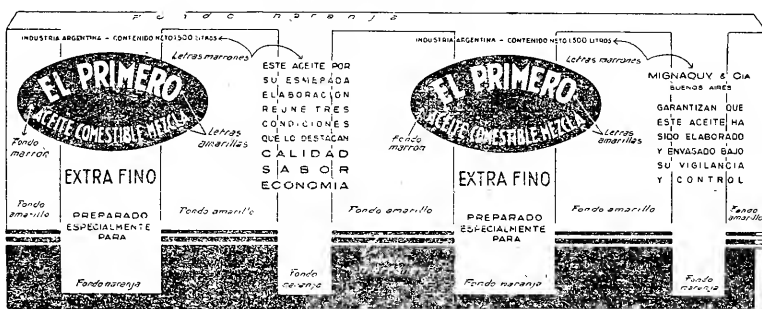 Fondo naranja
INDUSTRIA ARGENTINA - CONTENIDO NETO 1500 LITROS
Letras marrones
EL PRIMERO
ACEITE COMESTIBLE MEZCLA
Letras amarillas
Fondo marrón
EXTRA FINO
Fondo amarillo
PREPARADO
ESPECIALMENTE
PARA
Fondo naranja
ESTE ACEITE POR
SU ESMERADA
ELABORACION
REUNE TRES
CONDICIONES
QUE LO DESTACAN
CALIDAD
SABOR
ECONOMIA
Fondo amarillo
Fondo naranja
INDUSTRIA ARGENTINA - CONTENIDO NETO 1500 LITROS
Letras marrones
EL PRIMERO
ACEITE COMESTIBLE MEZCLA
Letras amarillas
Fondo marron
EXTRA FINO
Fondo amarillo
PREPARADO
ESPECIALMENTE
PARA
Fondo naranja
MIGNAQUY & CIA
BUENOS AIRES
GARANTIZAN QUE
ESTE ACEITE HA
SIDO ELABORADO
Y ENVASADO BAJO
SU VIGILANCIA
Y CONTROL
Fondo amarillo
Fondo naranja
Fondo amarillo